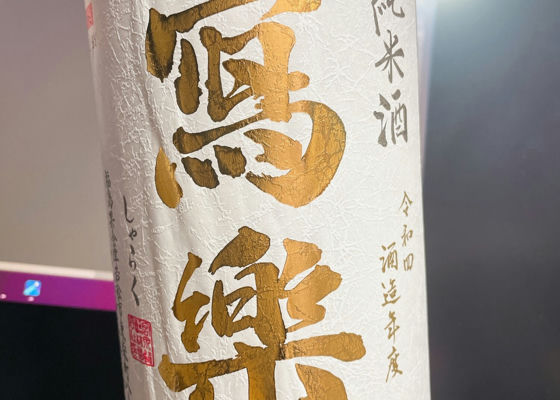 純米酒
令和四
酒造年度
寫樂
しゃらく